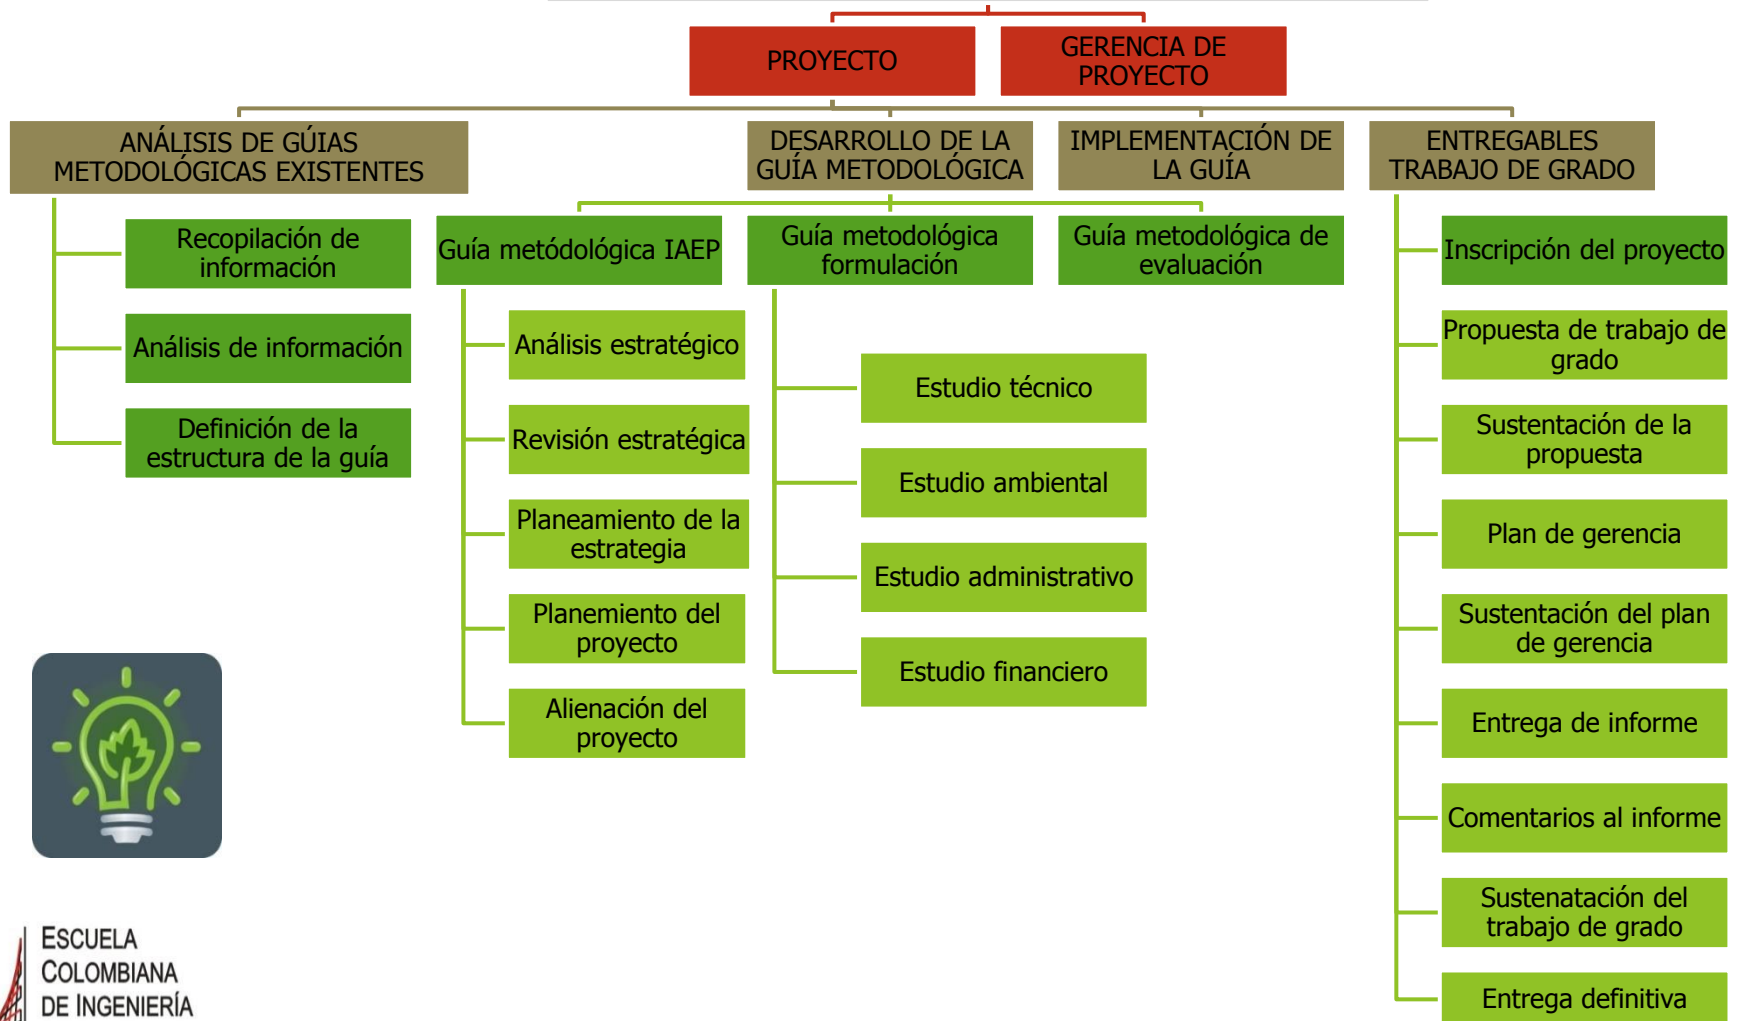 PROYECTO
GERENCIA DE
PROYECTO
ANÁLISIS DE GÚIAS
METODOLÓGICAS EXISTENTES
DESARROLLO DE LA
GUÍA METODOLÓGICA
IMPLEMENTACIÓN DE
LA GUÍA
ENTREGABLES
TRABAJO DE GRADO
Recopilación de
información
Análisis de información
Definición de la
estructura de la guía
Guía metódológica IAEP
Análisis estratégico
Revisión estratégica
Planeamiento de la
estrategia
Planemiento del
proyecto
Alienación del
proyecto
Guía metodológica
formulación
Estudio técnico
Estudio ambiental
Estudio administrativo
Estudio financiero
Guía metodológica de
evaluación
Inscripción del proyecto
Propuesta de trabajo de
grado
Sustentación de la
propuesta
Plan de gerencia
Sustentación del plan
de gerencia
Entrega de informe
Comentarios al informe
Sustenatación del
trabajo de grado
Entrega definitiva
ESCUELA
COLOMBIANA
DE INGENIERÍA